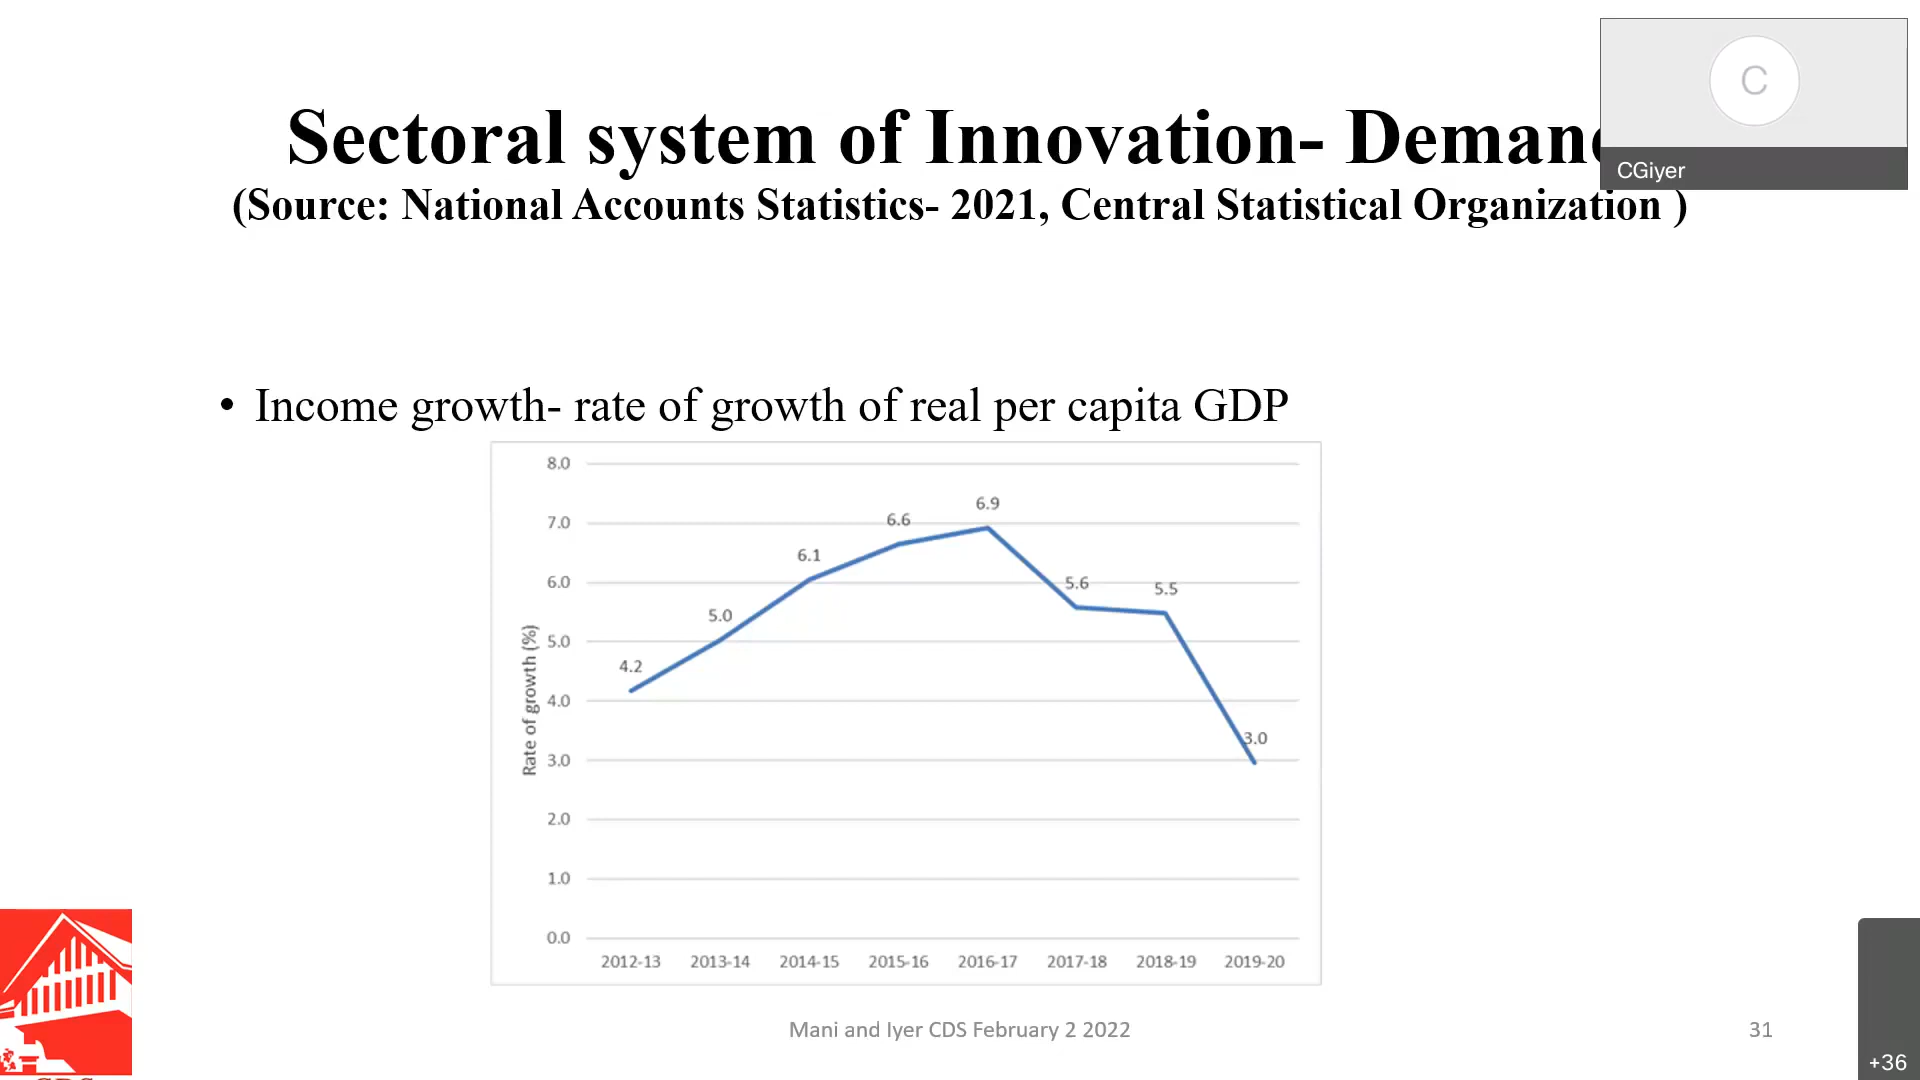 C
CGiyer
Sectoral system of Innovation- Deman
(Source: National Accounts Statistics- 2021, Central Statistical Organization )
• Income growth- rate of growth of real per capita GDP
Rate of growth (%)
8.0
7.0
6.0
5.0
4.0
3.0
2.0
1.0
0.0
4.2
5.0
6.1
6.6
6.9
5.6
5.5
3.0
2012-13 2013-14 2014-15 2015-16 2016-17 2017-18 2018-19 2019-20
Mani and Iyer CDS February 2 2022
31
+36